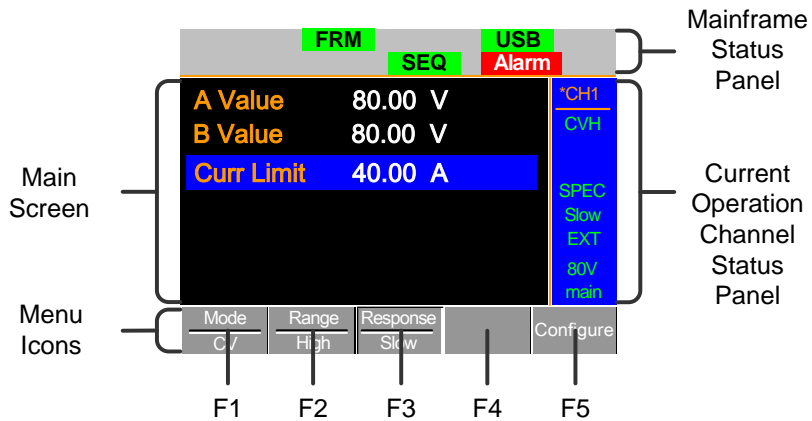 FRM USB
SEQ Alarm
Mainframe
Status
Panel
A Value 80.00 V
B Value 80.00 V
Curr Limit 40.00 A
*CH1
CVH
SPEC
Slow
EXT
80V
main
Main
Screen
Current
Operation
Channel
Status
Panel
Menu
Icons
Mode
CV
Range
High
Response
Slow
Configure
F1 F2 F3 F4 F5